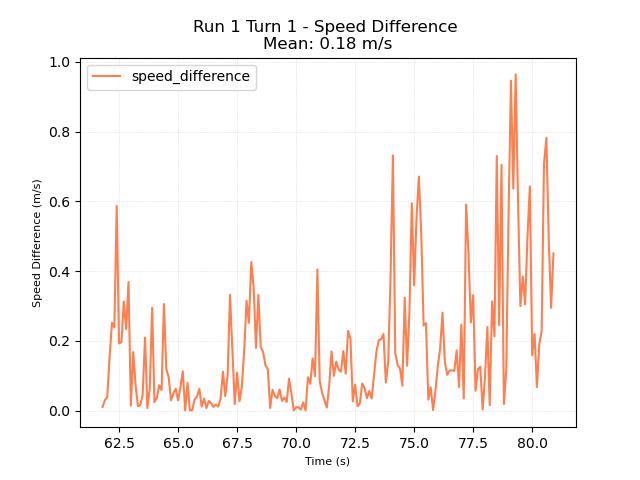 Run 1 Turn 1 - Speed Difference
Mean: 0.18 m/s
speed_difference
1.0
0.8
0.6
0.4
0.2
0.0
Speed Difference (m/s)
62.5 65.0 67.5 70.0 72.5 75.0 77.5 80.0
Time (s)